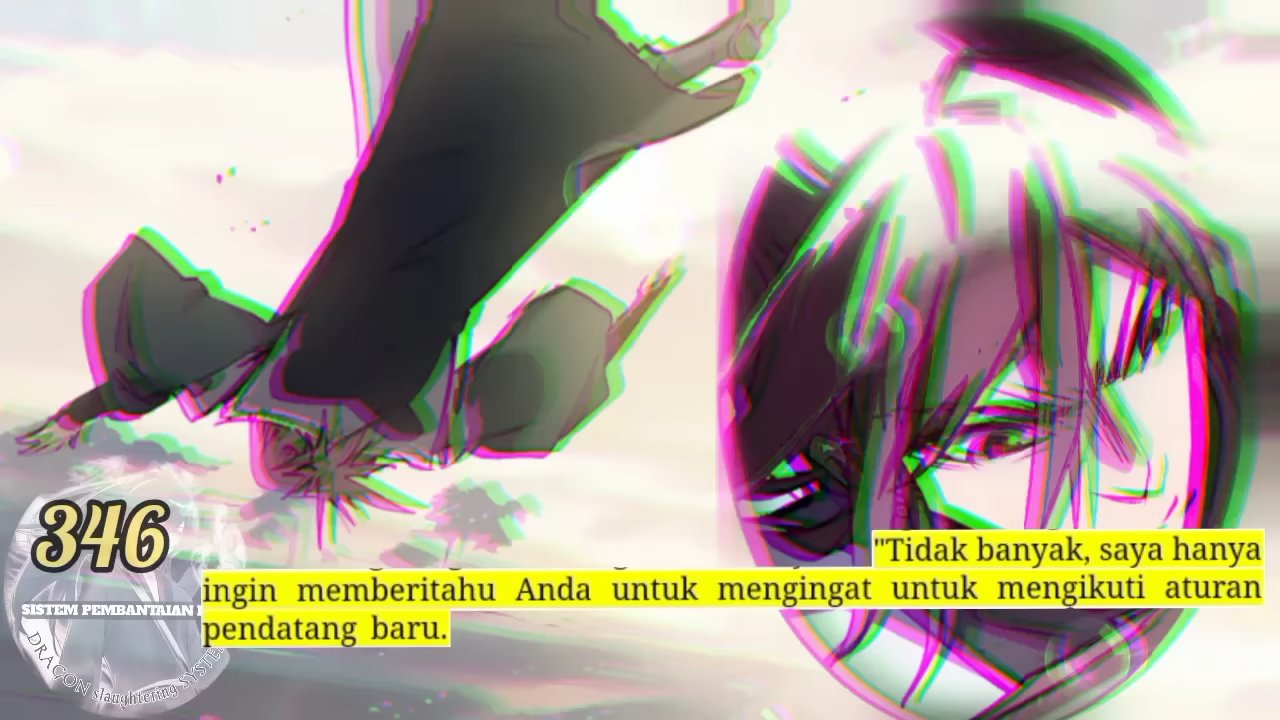 346
SISTEM PEMBANTAIAN
DRAGON slaughtering SYSTEM
"Tidak banyak, saya hanya
ingin memberitahu Anda untuk mengingat untuk mengikuti aturan
pendatang baru.